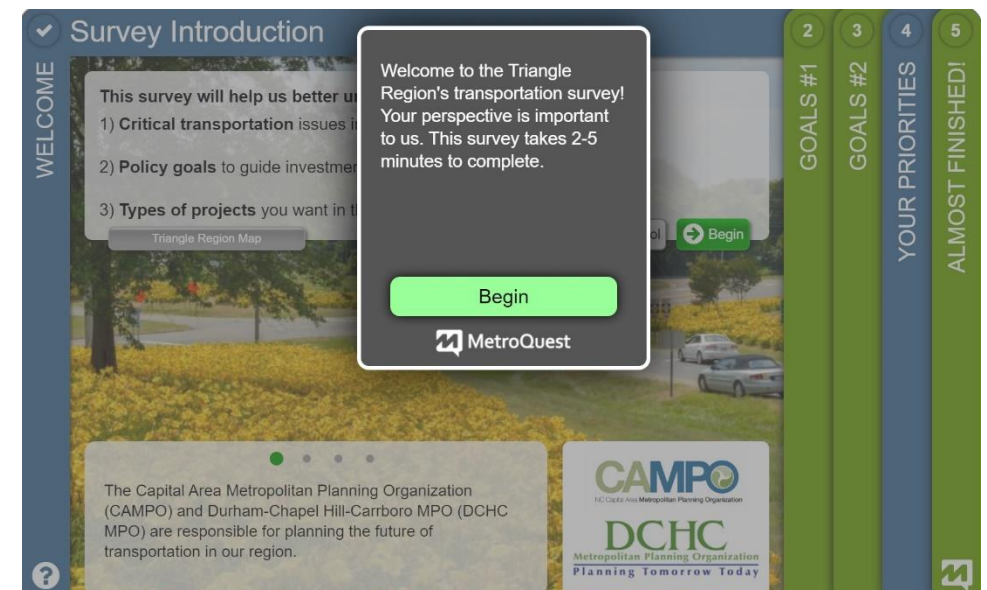 Survey Introduction
WELCOME
This survey will help us better
1) Critical transportation issues
2) Policy goals to guide
3) Types of projects you want in
Triangle Region Map
Begin
Welcome to the Triangle
Region's transportation survey!
Your perspective is important
to us. This survey takes 2-5
minutes to complete.
Begin
MetroQuest
2
GOALS #1
3
GOALS #2
4
YOUR PRIORITIES
5
ALMOST FINISHED!
The Capital Area Metropolitan Planning Organization
(CAMPO) and Durham-Chapel Hill-Carrboro MPO (DCHC
MPO) are responsible for planning the future of
transportation in our region.
CAMPO
NC Capital Area Metropolitan Planning Organization
DCHC
Metropolitan Planning Organization
Planning Tomorrow Today
?